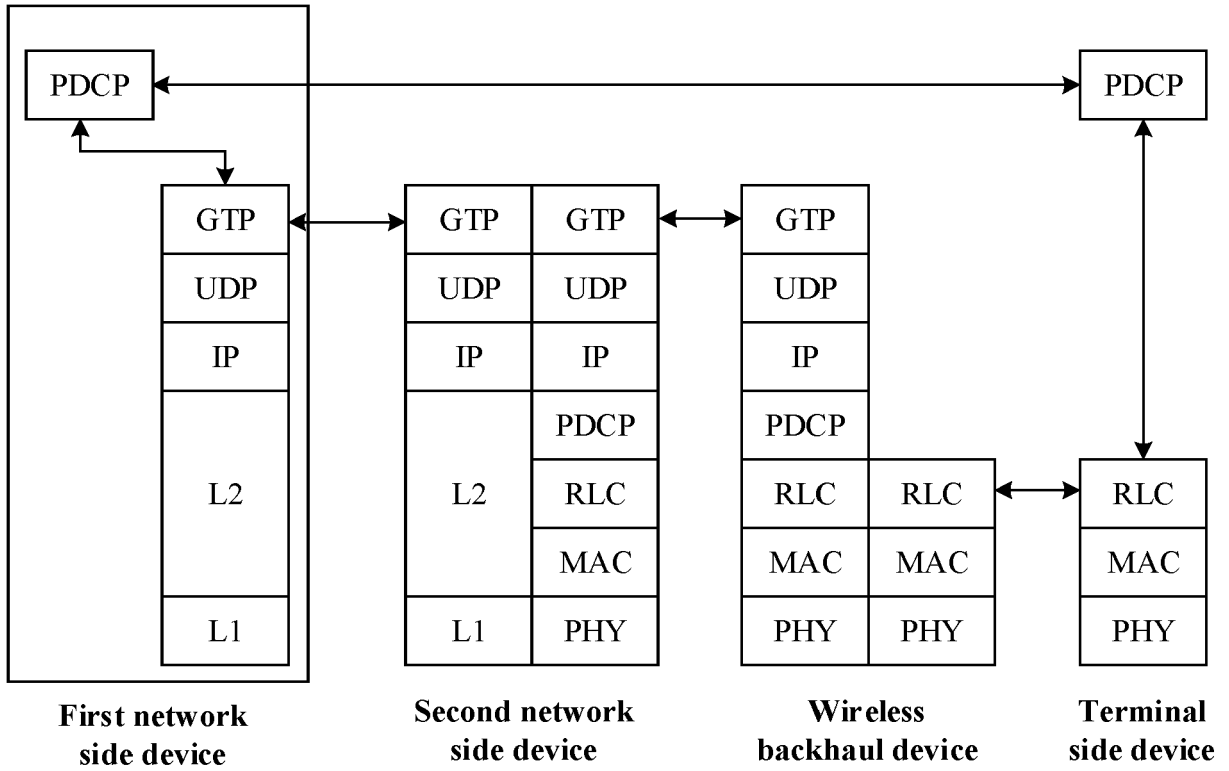 PDCP
PDCP
GTP GTP GTP GTP
UDP UDP UDP UDP
IP IP IP IP
PDCP PDCP
L2 L2 RLC RLC RLC RLC
MAC MAC MAC MAC
L1 L1 PHY PHY PHY PHY
First network
side device
Second network
side device
Wireless
backhaul device
Terminal
side device